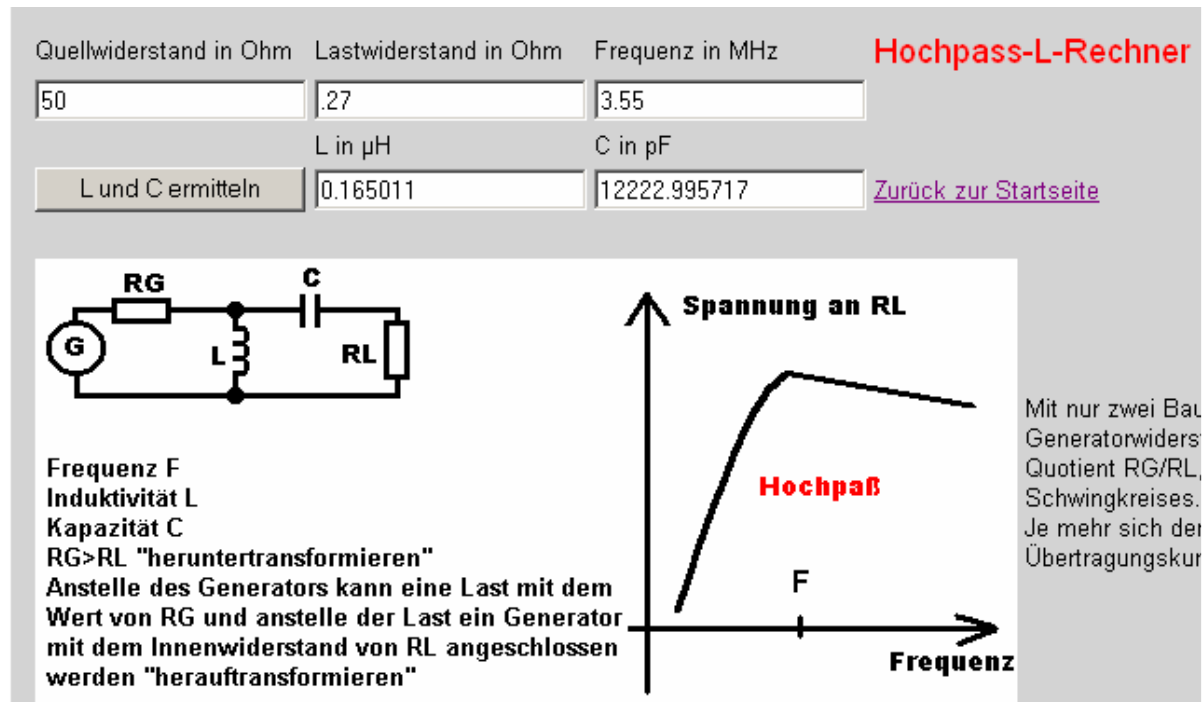 Quellwiderstand in Ohm Lastwiderstand in Ohm Frequenz in MHz Hochpass-L-Rechner
50 .27 3.55
L in µH C in pF
L und C ermitteln 0.165011 12222.995717 Zurück zur Startseite
RG C
G L RL
Spannung an RL
Hochpaß
F
Frequenz
Frequenz F
Induktivität L
Kapazität C
RG>RL "heruntertransformieren"
Anstelle des Generators kann eine Last mit dem
Wert von RG und anstelle der Last ein Generator
mit dem Innenwiderstand von RL angeschlossen
werden "herauftransformieren"
Mit nur zwei Bau
Generatorwiders
Quotient RG/RL,
Schwingkreises.
Je mehr sich der
Übertragungskur